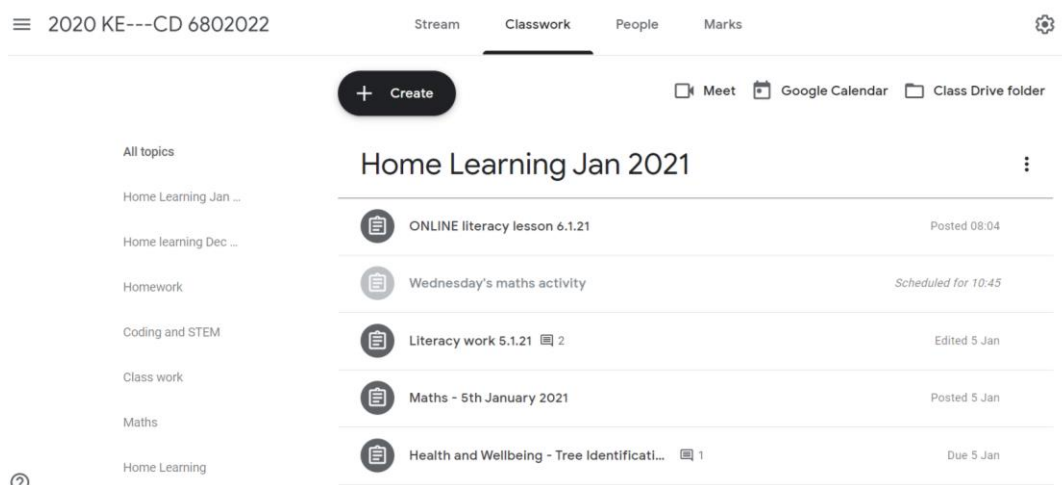 2020 KE---CD 6802022
Stream Classwork People Marks
+ Create
Meet Google Calendar Class Drive folder
All topics
Home Learning Jan ...
Home learning Dec ...
Homework
Coding and STEM
Class work
Maths
Home Learning
Home Learning Jan 2021
ONLINE literacy lesson 6.1.21 Posted 08:04
Wednesday's maths activity Scheduled for 10:45
Literacy work 5.1.21 2 Edited 5 Jan
Maths - 5th January 2021 Posted 5 Jan
Health and Wellbeing - Tree Identificati... 1 Due 5 Jan